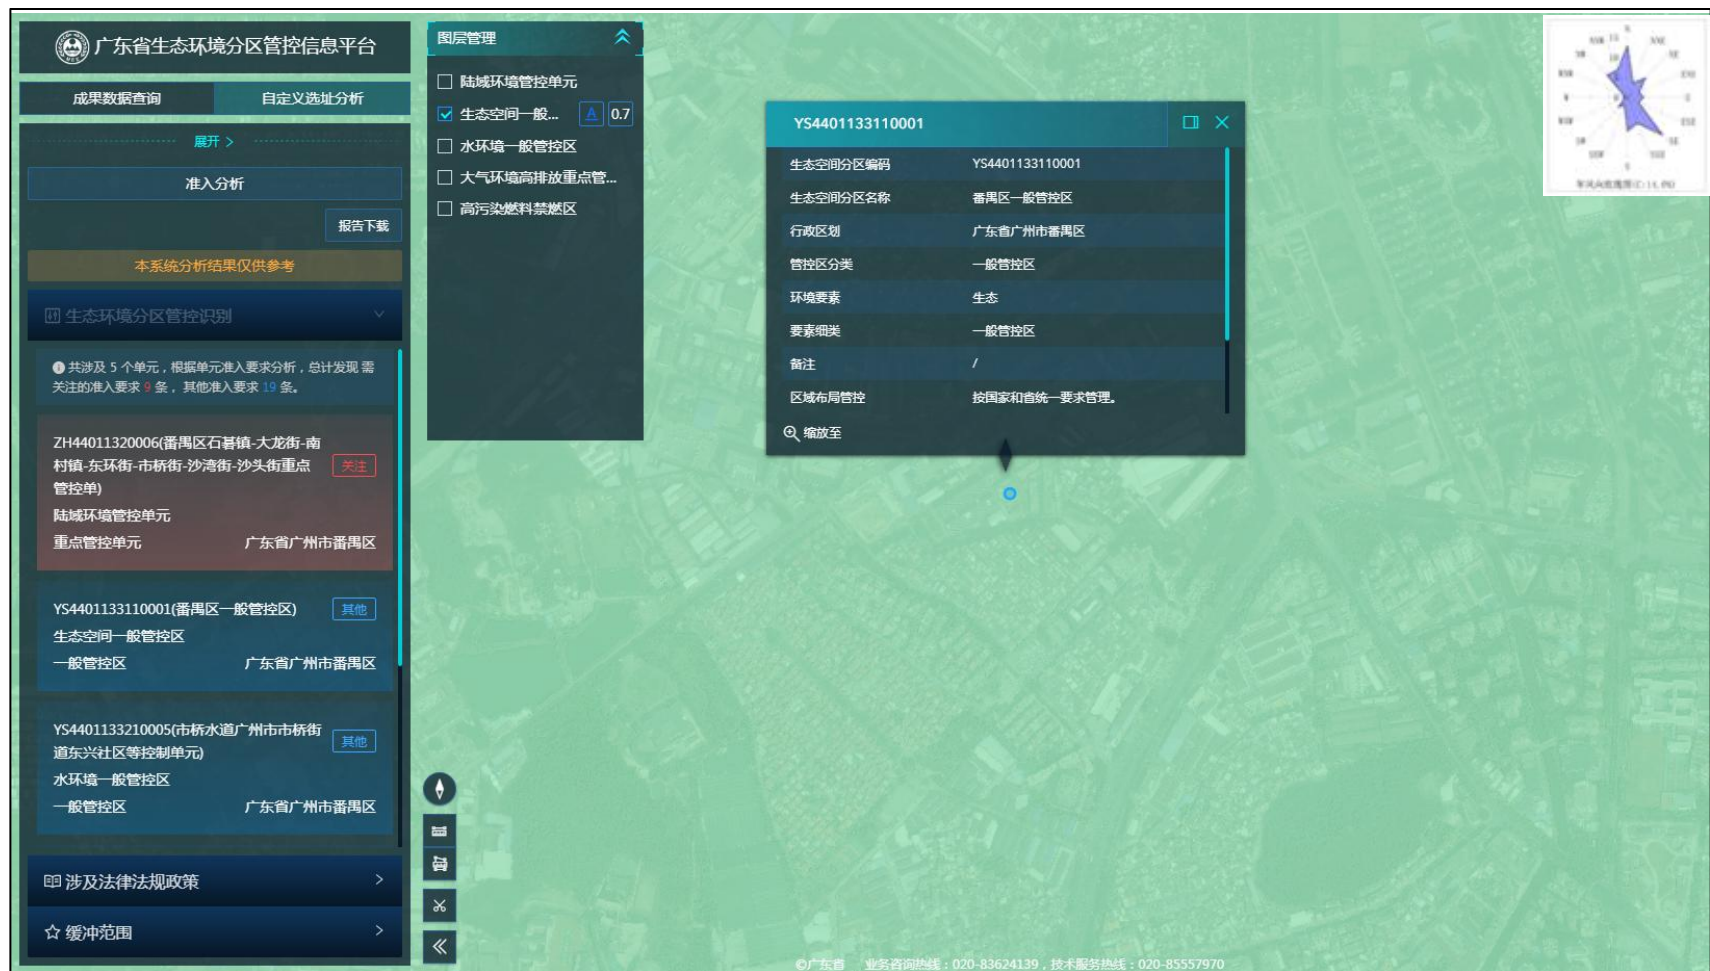 广东省生态环境分区管控信息平台
成果数据查询
自定义选址分析
展开 >
准入分析
报告下载
本系统分析结果仅供参考
生态环境分区管控识别
共涉及 5 个单元，根据单元准入要求分析，总计发现 需
关注的准入要求 9 条， 其他准入要求 19 条。
ZH44011320006(番禺区石碁镇-大龙街-南
村镇-东环街-市桥街-沙湾街-沙头街重点
管控单)
关注
陆域环境管控单元
重点管控单元 广东省广州市番禺区
YS4401133110001(番禺区一般管控区)
其他
生态空间一般管控区
一般管控区 广东省广州市番禺区
YS4401133210005(市桥水道广州市市桥街
道东兴社区等控制单元)
其他
水环境一般管控区
一般管控区 广东省广州市番禺区
涉及法律法规政策
缓冲范围
图层管理
陆域环境管控单元
生态空间一般... A 0.7
水环境一般管控区
大气环境高排放重点管...
高污染燃料禁燃区
YS4401133110001
生态空间分区编码 YS4401133110001
生态空间分区名称 番禺区一般管控区
行政区划 广东省广州市番禺区
管控区分类 一般管控区
环境要素 生态
要素细类 一般管控区
备注 /
区域布局管控 按国家和省统一要求管理。
缩放至
©广东省 业务咨询热线：020-83624139，技术服务热线：020-85557970